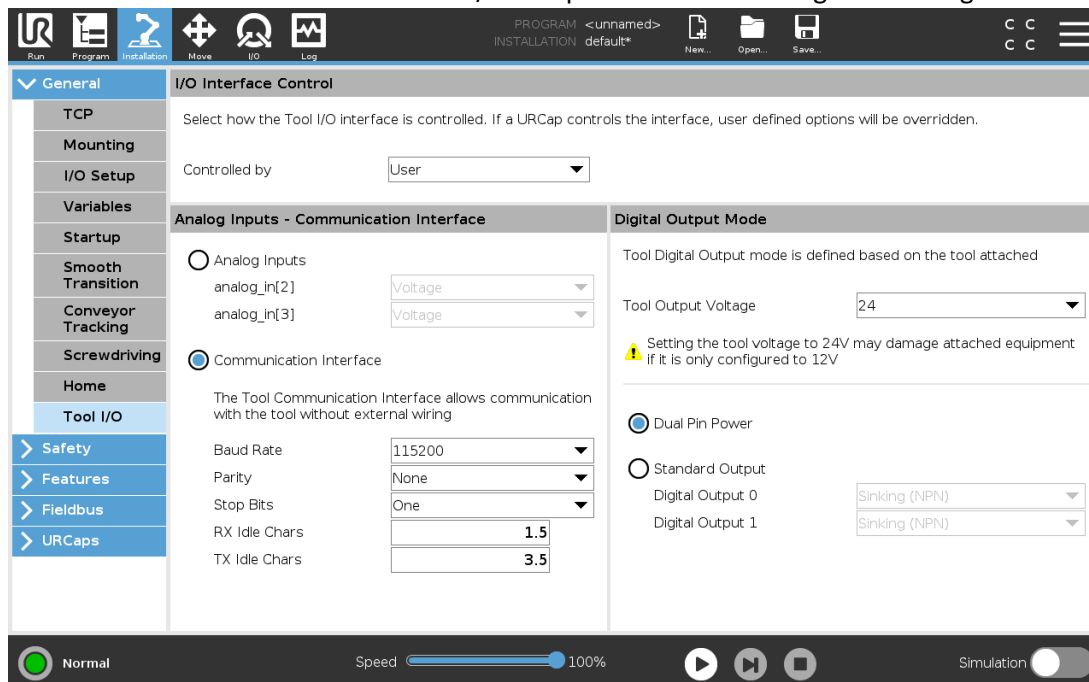 PROGRAM <unnamed>
INSTALLATION default*
UR
Run
Program
Installation
Move
I/O
Log
New...
Open...
Save...
C C
C C
General
TCP
Mounting
I/O Setup
Variables
Startup
Smooth
Transition
Conveyor
Tracking
Screwdriving
Home
Tool I/O
Safety
Features
Fieldbus
URCaps
I/O Interface Control
Select how the Tool I/O interface is controlled. If a URCap controls the interface, user defined options will be overridden.
Controlled by User
Analog Inputs - Communication Interface
Analog Inputs
analog_in[2] Voltage
analog_in[3] Voltage
Communication Interface
The Tool Communication Interface allows communication
with the tool without external wiring
Baud Rate 115200
Parity None
Stop Bits One
RX Idle Chars 1.5
TX Idle Chars 3.5
Digital Output Mode
Tool Digital Output mode is defined based on the tool attached
Tool Output Voltage 24
Setting the tool voltage to 24V may damage attached equipment
if it is only configured to 12V
Dual Pin Power
Standard Output
Digital Output 0 Sinking (NPN)
Digital Output 1 Sinking (NPN)
Normal
Speed 100%
Simulation